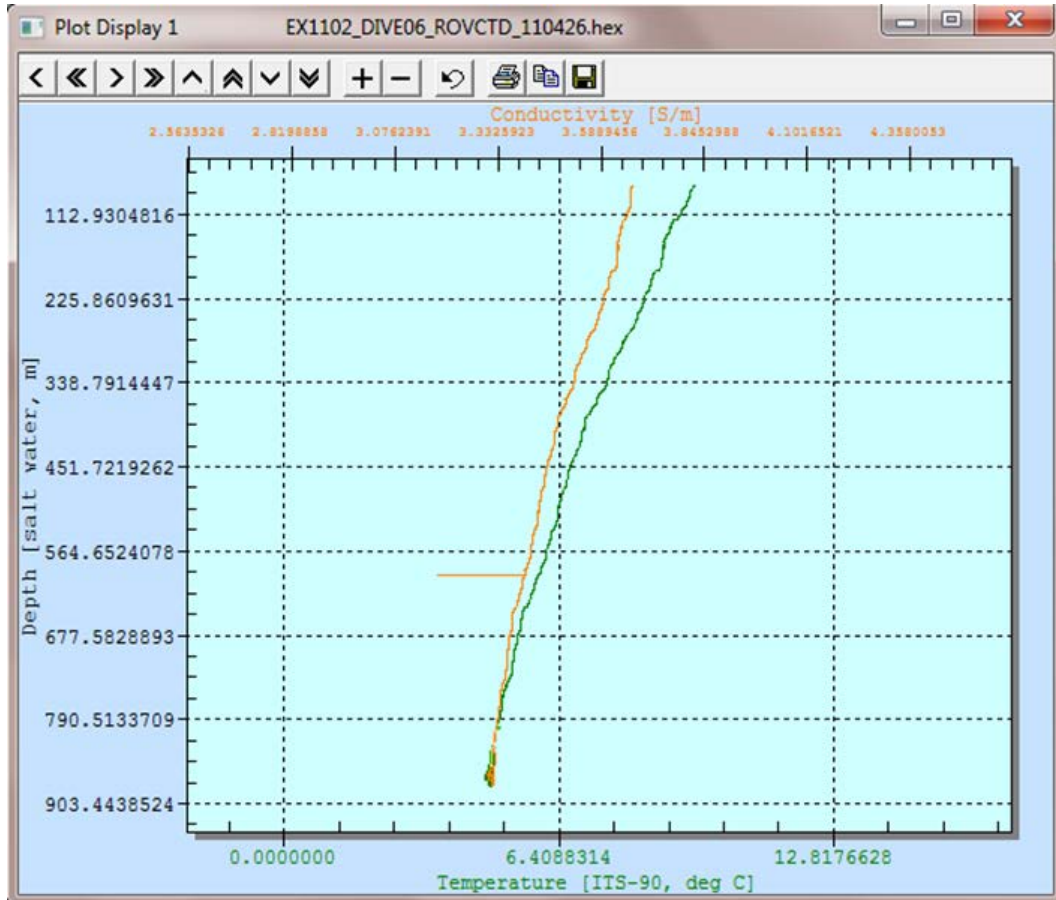 Plot Display 1 EX1102_DIVE06_ROVCTD_110426.hex
Conductivity [S/m]
2.5635326 2.8198858 3.0762391 3.3325923 3.5889456 3.8452988 4.1016521 4.3580053
112.9304816
225.8609631
338.7914447
451.7219262
564.6524078
677.5828893
790.5133709
903.4438524
Depth [salt water, m]
0.0000000 6.4088314 12.8176628
Temperature [ITS-90, deg C]